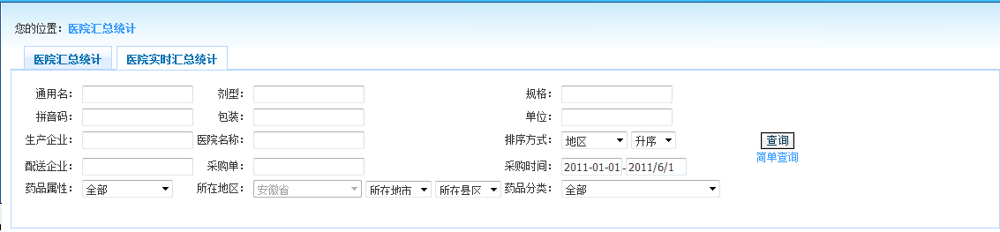 您的位置：医院汇总统计
医院汇总统计 医院实时汇总统计
通用名： 剂型： 规格：
拼音码： 包装： 单位：
生产企业： 医院名称： 排序方式： 地区 升序 查询
简单查询
配送企业： 采购单： 采购时间： 2011-01-01-2011/6/1
药品属性： 全部 所在地区： 安徽省 所在地市 所在县区 药品分类： 全部